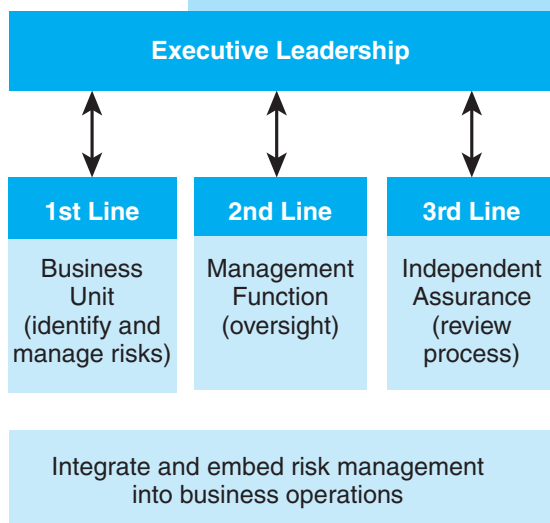 Executive Leadership
1st Line
Business
Unit
(identify and
manage risks)
2nd Line
Management
Function
(oversight)
3rd Line
Independent
Assurance
(review
process)
Integrate and embed risk management
into business operations